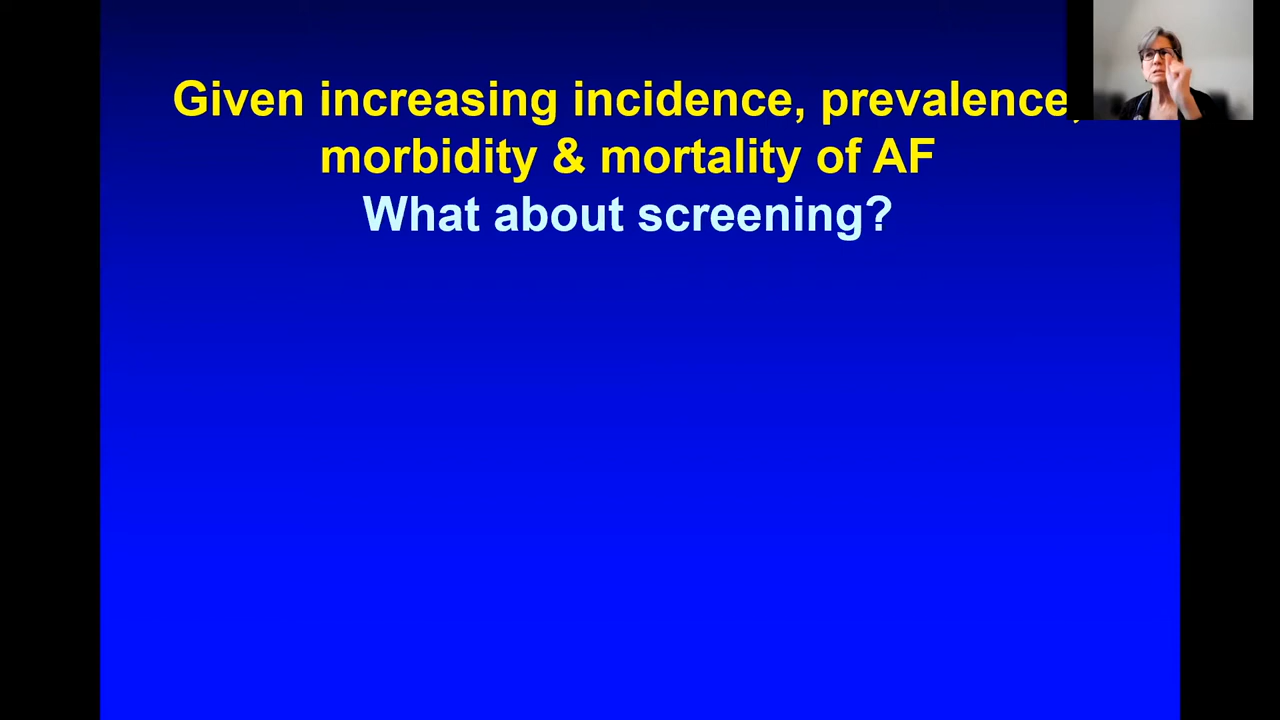 Given increasing incidence, prevalence,
morbidity & mortality of AF
What about screening?